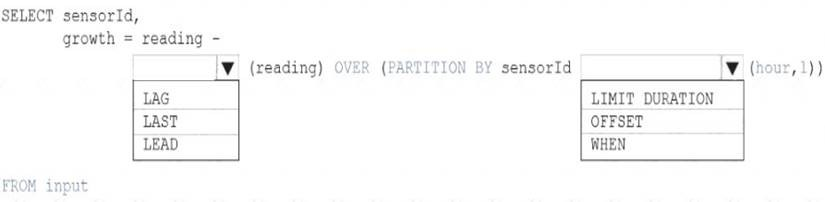 SELECT sensorId,
growth = reading -
(reading) OVER (PARTITION BY sensorId (hour,1))
LAG
LAST
LEAD
LIMIT DURATION
OFFSET
WHEN
FROM input